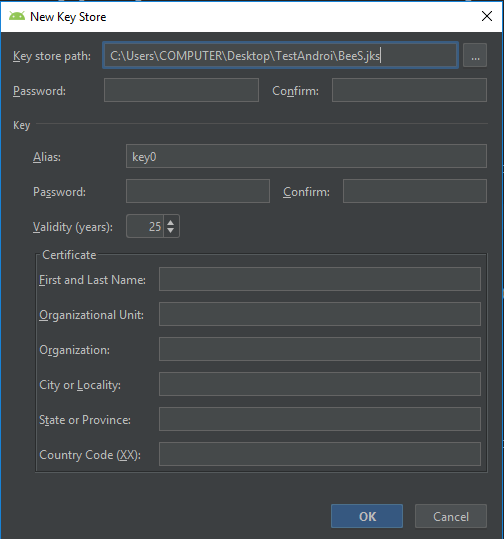 New Key Store
Key store path: C:\Users\COMPUTER\Desktop\TestAndroi\BeeS.jks ...
Password: Confirm:
Key
Alias: key0
Password: Confirm:
Validity (years): 25
Certificate
First and Last Name:
Organizational Unit:
Organization:
City or Locality:
State or Province:
Country Code (XX):
OK Cancel